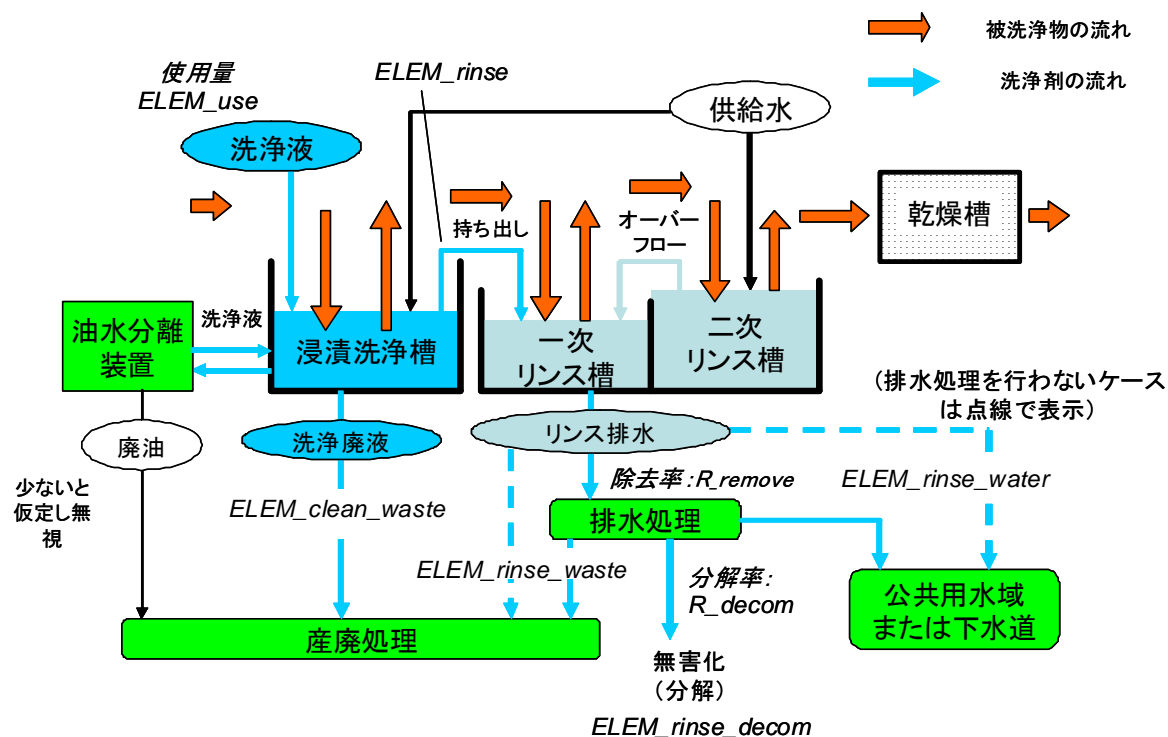 被洗浄物の流れ
洗浄剤の流れ
使用量
ELEM_use
ELEM_rinse
供給水
洗浄液
乾燥槽
持ち出し
オーバー
フロー
油水分離
装置
洗浄液
浸漬洗浄槽
一次
リンス槽
二次
リンス槽
(排水処理を行わないケース
は点線で表示)
廃油
洗浄廃液
リンス排水
少ないと
仮定し無
視
ELEM_clean_waste
除去率:R_remove
ELEM_rinse_water
排水処理
ELEM_rinse_waste
分解率:
R_decom
公共用水域
または下水道
産廃処理
無害化
(分解)
ELEM_rinse_decom